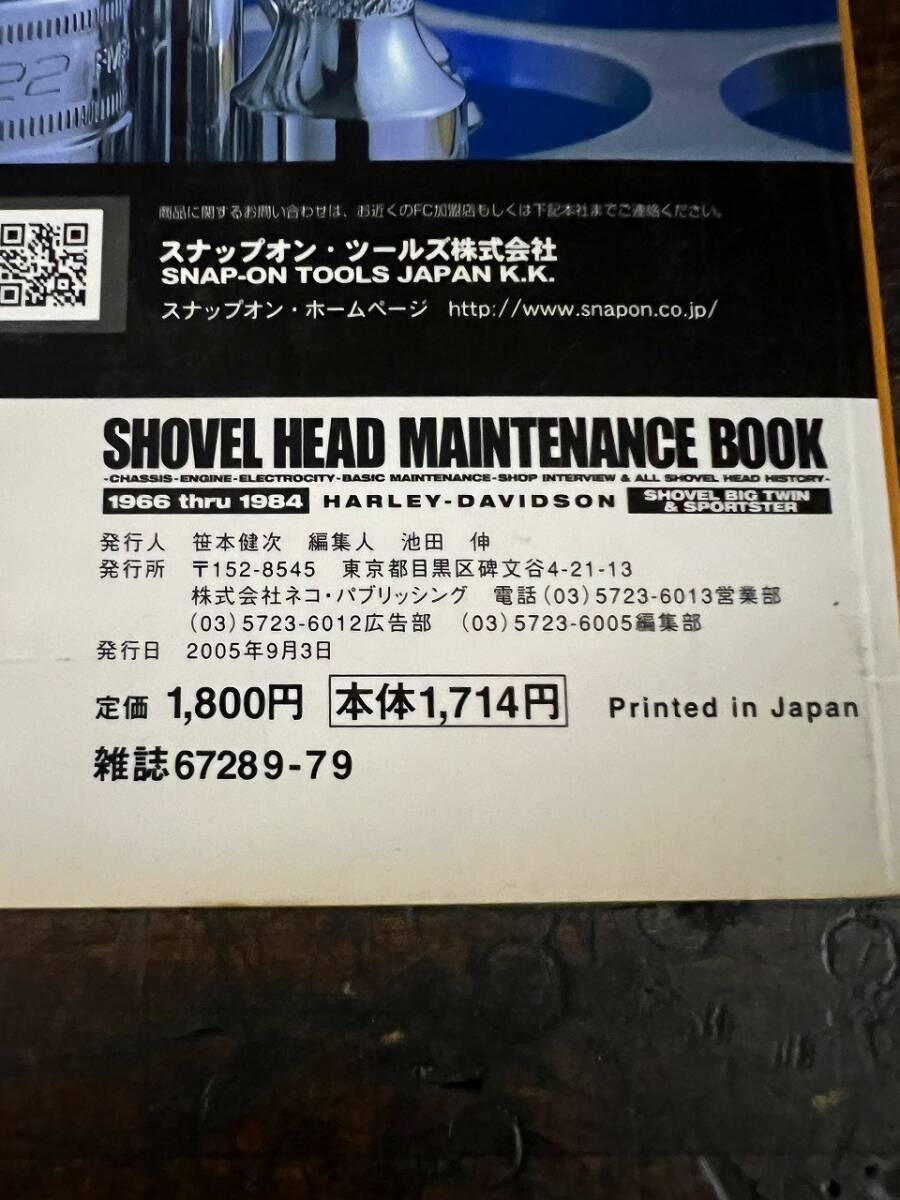 22
F-M8
商品に関するお問い合わせは、お近くのFC加盟店もしくは下記本社までご連絡ください。
スナップオン・ツールズ株式会社
SNAP-ON TOOLS JAPAN K.K.
スナップオン・ホームページ http://www.snapon.co.jp/
SHOVEL HEAD MAINTENANCE BOOK
-CHASSIS-ENGINE-ELECTROCITY-BASIC MAINTENANCE-SHOP INTERVIEW & ALL SHOVEL HEAD HISTORY-
1966 thru 1984 HARLEY-DAVIDSON SHOVEL BIG TWIN
& SPORTSTER
発行人 笹本健次 編集人 池田 伸
発行所 〒152-8545 東京都目黒区碑文谷4-21-13
株式会社ネコ・パブリッシング 電話(03)5723-6013営業部
(03)5723-6012広告部 (03)5723-6005編集部
発行日 2005年9月3日
定価 1,800円 本体1,714円 Printed in Japan
雑誌67289-79